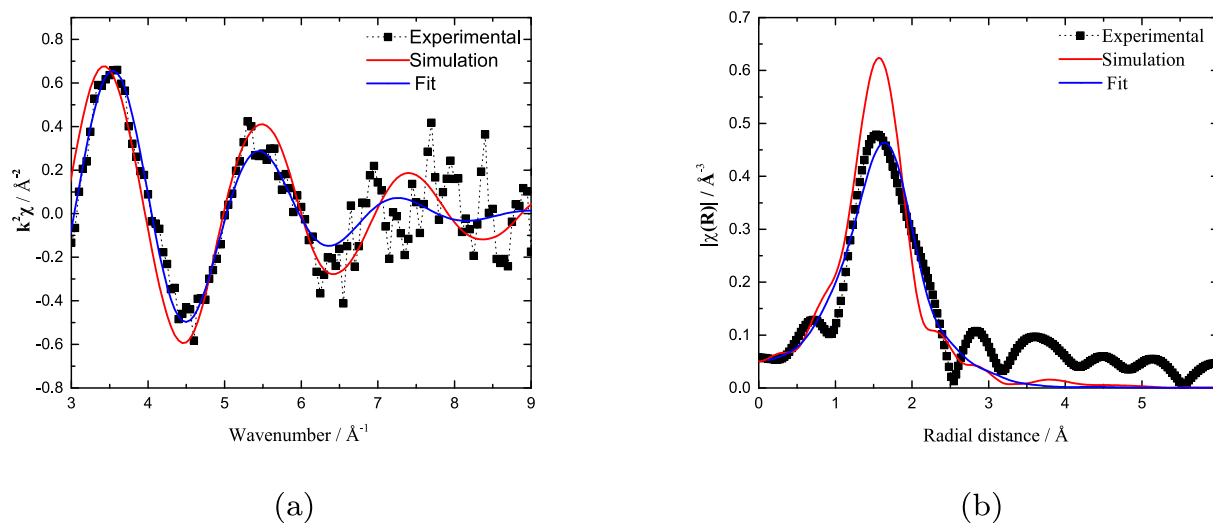 Experimental
Simulation
Fit
k²χ / Å⁻²
0.8
0.6
0.4
0.2
0.0
-0.2
-0.4
-0.6
-0.8
3 4 5 6 7 8 9
Wavenumber / Å⁻¹
(a)
Experimental
Simulation
Fit
|χ(R)| / Å⁻³
0.7
0.6
0.5
0.4
0.3
0.2
0.1
0.0
0 1 2 3 4 5
Radial distance / Å
(b)